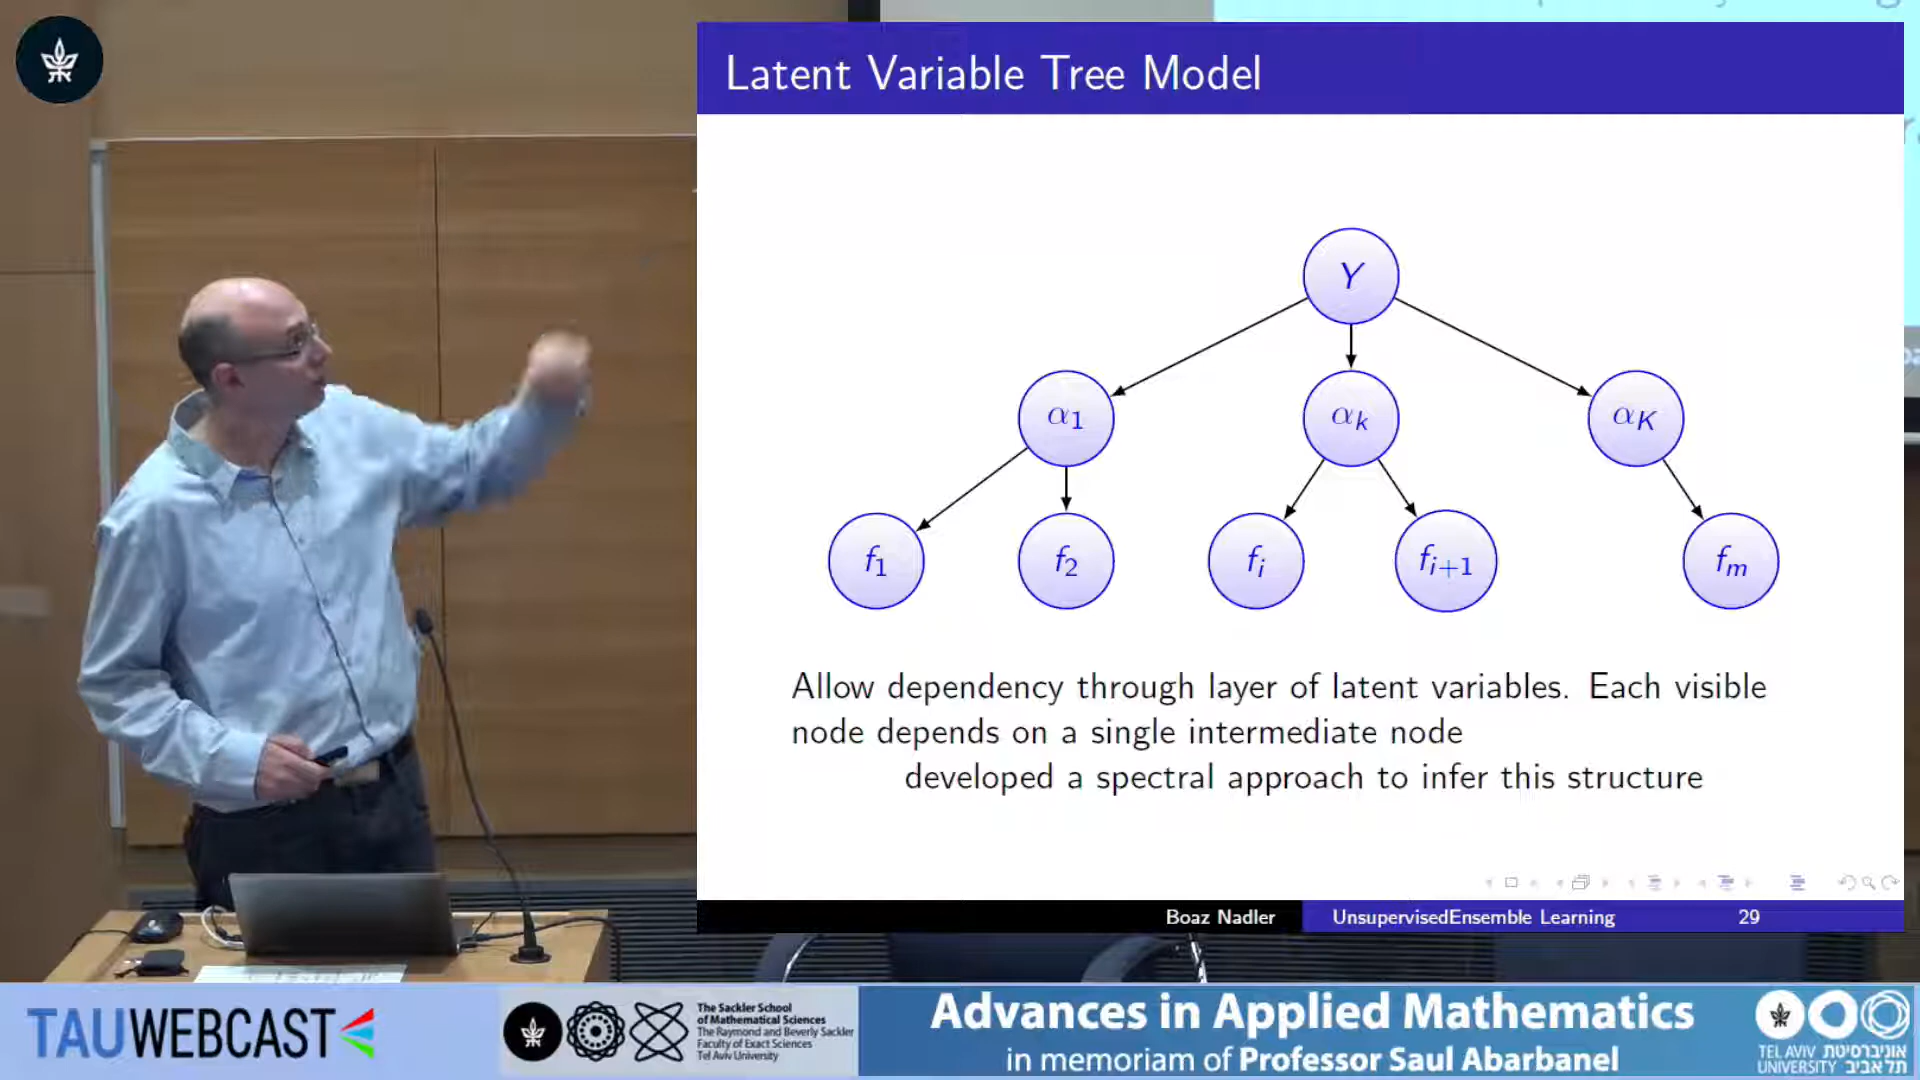 Latent Variable Tree Model
Y
α1 αk αK
f1 f2 fi fi+1 fm
Allow dependency through layer of latent variables. Each visible
node depends on a single intermediate node
developed a spectral approach to infer this structure
Boaz Nadler UnsupervisedEnsemble Learning 29
TAUWEBCAST
The Sackler School
of Mathematical Sciences
The Raymond and Beverly Sackler
Faculty of Exact Sciences
Tel Aviv University
Advances in Applied Mathematics
in memoriam of Professor Saul Abarbanel
TEL AVIV אוניברסיטת
UNIVERSITY תל אביב